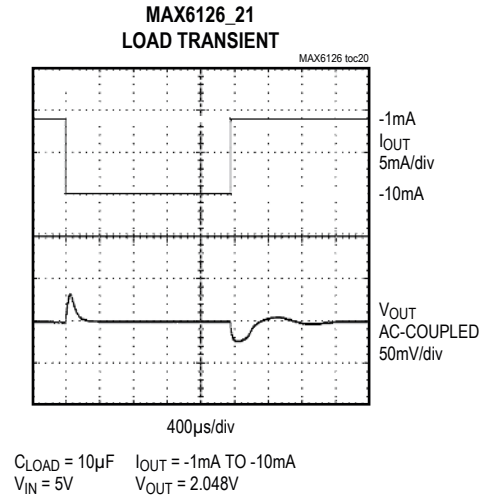 MAX6126_21
LOAD TRANSIENT
MAX6126 toc20
-1mA
IOUT
5mA/div
-10mA
VOUT
AC-COUPLED
50mV/div
400µs/div
CLOAD = 10µF IOUT = -1mA TO -10mA
VIN = 5V VOUT = 2.048V